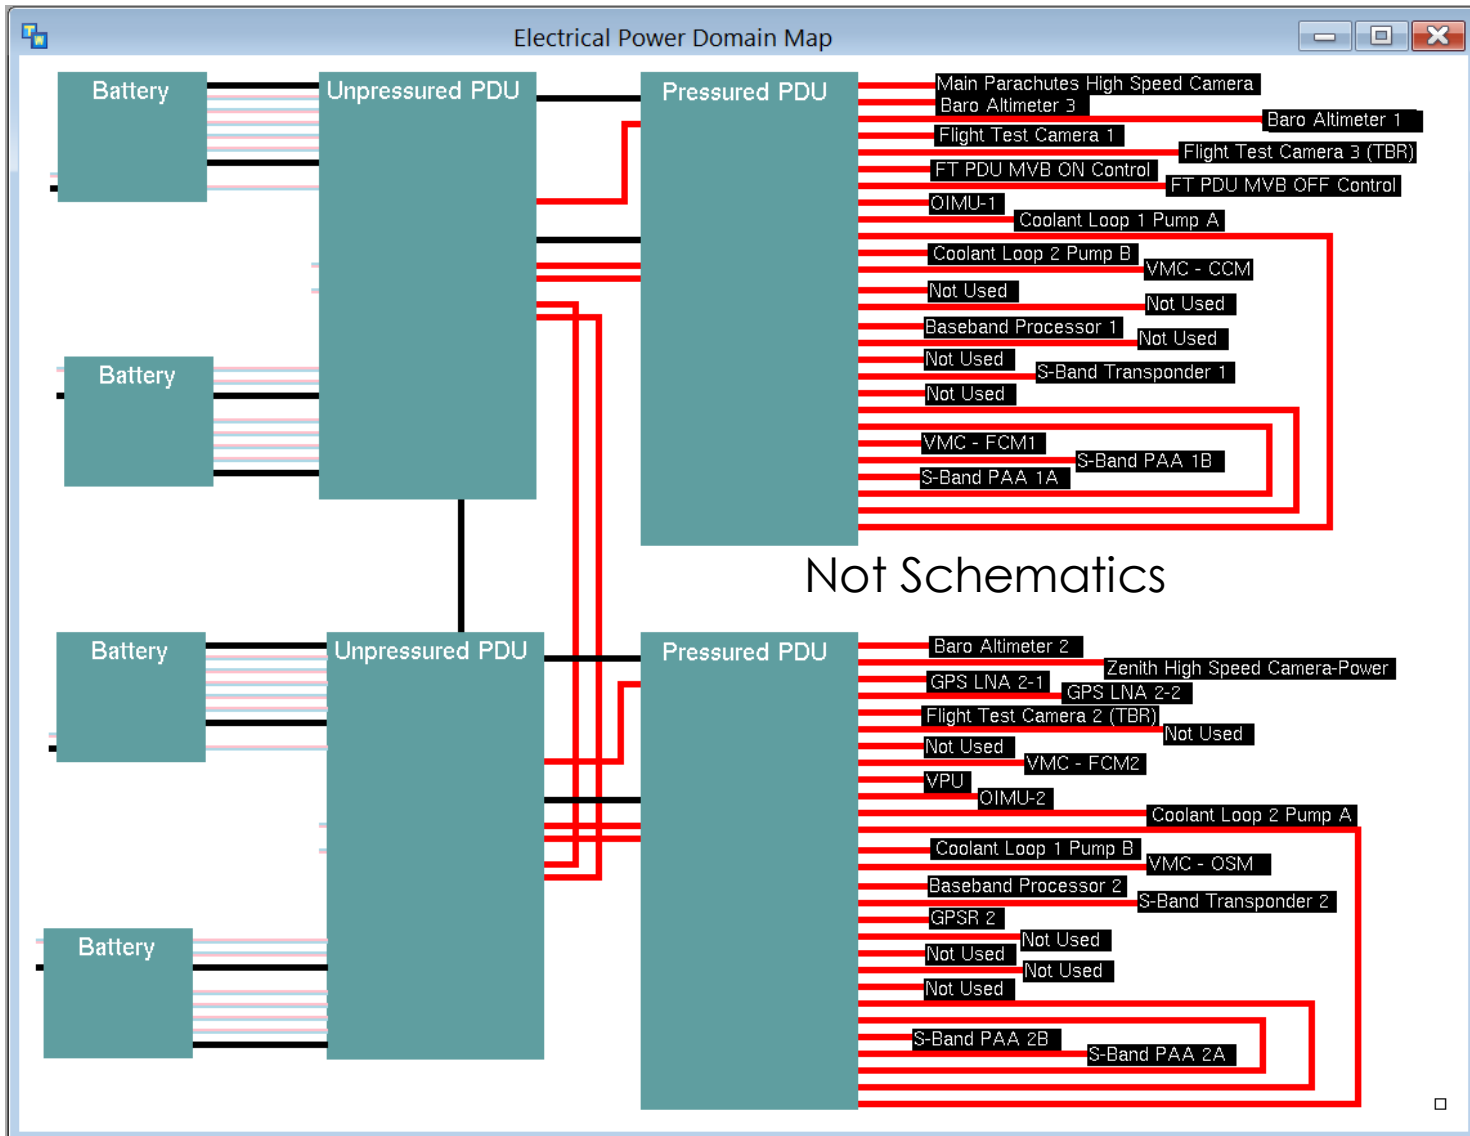 Electrical Power Domain Map
Battery
Unpressured PDU
Pressured PDU
Main Parachutes High Speed Camera
Baro Altimeter 3
Baro Altimeter 1
Flight Test Camera 1
Flight Test Camera 3 (TBR)
FT PDU MVB ON Control
FT PDU MVB OFF Control
OIMU-1
Coolant Loop 1 Pump A
Coolant Loop 2 Pump B
VMC - CCM
Not Used
Not Used
Baseband Processor 1
Not Used
Not Used
S-Band Transponder 1
Not Used
Battery
VMC - FCM1
S-Band PAA 1B
S-Band PAA 1A
Not Schematics
Battery
Unpressured PDU
Pressured PDU
Baro Altimeter 2
Zenith High Speed Camera-Power
GPS LNA 2-1
GPS LNA 2-2
Flight Test Camera 2 (TBR)
Not Used
Not Used
VMC - FCM2
VPU
OIMU-2
Coolant Loop 2 Pump A
Coolant Loop 1 Pump B
VMC - OSM
Baseband Processor 2
S-Band Transponder 2
GPSR 2
Not Used
Not Used
Not Used
Not Used
Battery
S-Band PAA 2B
S-Band PAA 2A